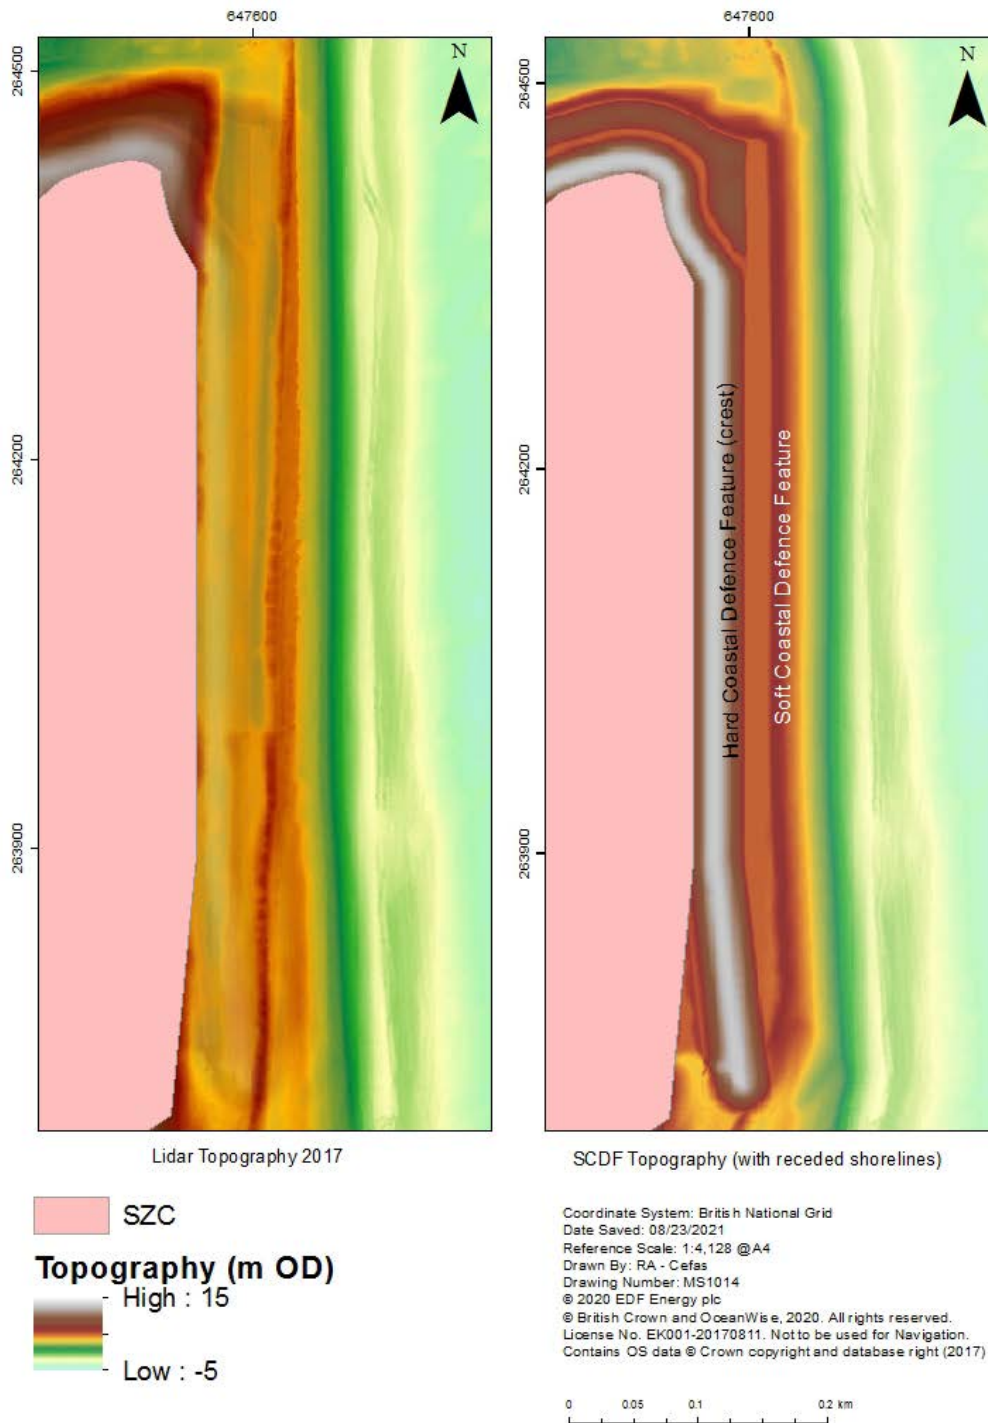 647600
647600
N
N
264500
264500
264200
264200
263900
263900
Hard Coastal Defence Feature (crest)
Soft Coastal Defence Feature
Lidar Topography 2017
SCDF Topography (with receded shorelines)
SZC
Topography (m OD)
High : 15
Low : -5
Coordinate System: British National Grid
Date Saved: 08/23/2021
Reference Scale: 1:4,128 @A4
Drawn By: RA - Cefas
Drawing Number: MS1014
© 2020 EDF Energy plc
© British Crown and OceanWise, 2020. All rights reserved.
License No. EK001-20170811. Not to be used for Navigation.
Contains OS data © Crown copyright and database right (2017)
0 0.05 0.1 0.2 km